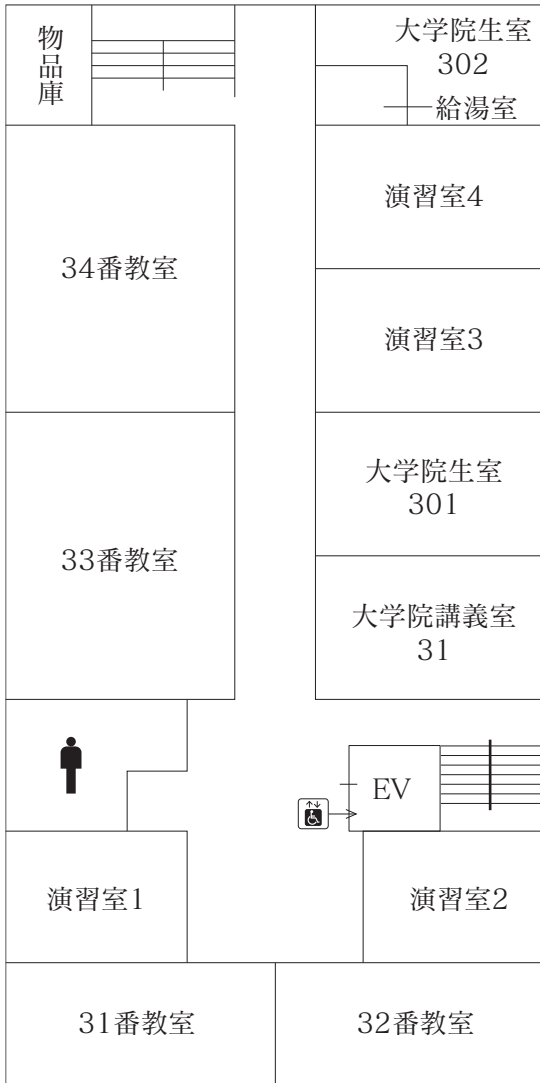 物品庫
大学院生室
302
給湯室
演習室4
34番教室
演習室3
大学院生室
301
33番教室
大学院講義室
31
EV
演習室1
演習室2
31番教室
32番教室